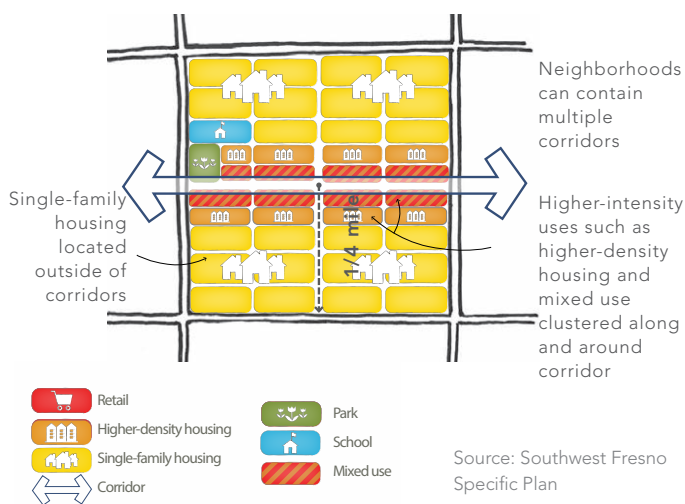 Neighborhoods
can contain
multiple
corridors
Single-family
housing
located
outside of
corridors
1/4 mile
Higher-intensity
uses such as
higher-density
housing and
mixed use
clustered along
and around
corridor
Retail
Higher-density housing
Single-family housing
Corridor
Park
School
Mixed use
Source: Southwest Fresno
Specific Plan